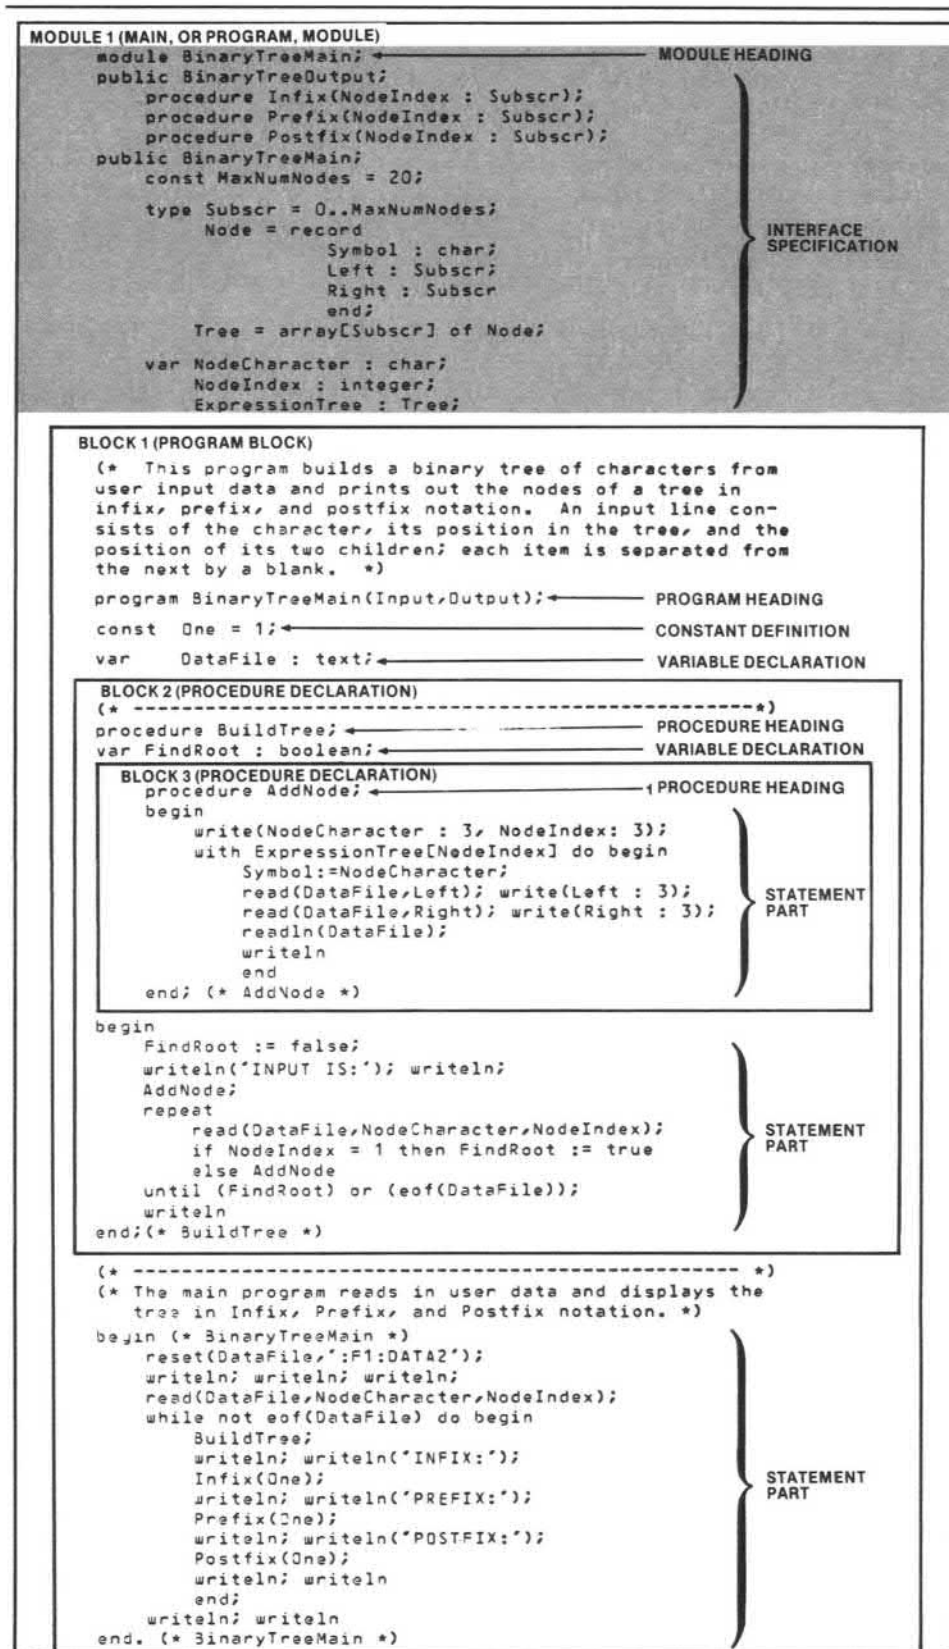 MODULE 1 (MAIN, OR PROGRAM, MODULE)
module BinaryTreeMain; MODULE HEADING
public BinaryTreeOutput;
procedure Infix(NodeIndex : Subscr);
procedure Prefix(NodeIndex : Subscr);
procedure Postfix(NodeIndex : Subscr);
public BinaryTreeMain;
const MaxNumNodes = 20;
type Subscr = 0..MaxNumNodes;
Node = record INTERFACE
Symbol : char; SPECIFICATION
Left : Subscr;
Right : Subscr
end;
Tree = array[Subscr] of Node;
var NodeCharacter : char;
NodeIndex : integer;
ExpressionTree : Tree;
BLOCK 1 (PROGRAM BLOCK)
(* This program builds a binary tree of characters from
user input data and prints out the nodes of a tree in
infix, prefix, and postfix notation. An input line con-
sists of the character, its position in the tree, and the
position of its two children; each item is separated from
the next by a blank. *)
program BinaryTreeMain(Input,Output); PROGRAM HEADING
const One = 1; CONSTANT DEFINITION
var DataFile : text; VARIABLE DECLARATION
BLOCK 2 (PROCEDURE DECLARATION)
(* ---------------------------------------------------*)
procedure BuildTree; PROCEDURE HEADING
var FindRoot : boolean; VARIABLE DECLARATION
BLOCK 3 (PROCEDURE DECLARATION)
procedure AddNode; 1 PROCEDURE HEADING
begin
write(NodeCharacter : 3, NodeIndex: 3);
with ExpressionTree[NodeIndex] do begin
Symbol:=NodeCharacter;
read(DataFile,Left); write(Left : 3); STATEMENT
read(DataFile,Right); write(Right : 3); PART
readln(DataFile);
writeln
end
end; (* AddNode *)
begin
FindRoot := false;
writeln('INPUT IS:'); writeln;
AddNode;
repeat
read(DataFile,NodeCharacter,NodeIndex); STATEMENT
if NodeIndex = 1 then FindRoot := true PART
else AddNode
until (FindRoot) or (eof(DataFile));
writeln
end;(* BuildTree *)
(* -------------------------------------------------- *)
(* The main program reads in user data and displays the
tree in Infix, Prefix, and Postfix notation. *)
begin (* BinaryTreeMain *)
reset(DataFile,':F1:DATA2');
writeln; writeln; writeln;
read(DataFile,NodeCharacter,NodeIndex);
while not eof(DataFile) do begin
BuildTree;
writeln; writeln('INFIX:');
Infix(One); STATEMENT
writeln; writeln('PREFIX:'); PART
Prefix(One);
writeln; writeln('POSTFIX:');
Postfix(One);
writeln; writeln
end;
writeln; writeln
end. (* BinaryTreeMain *)